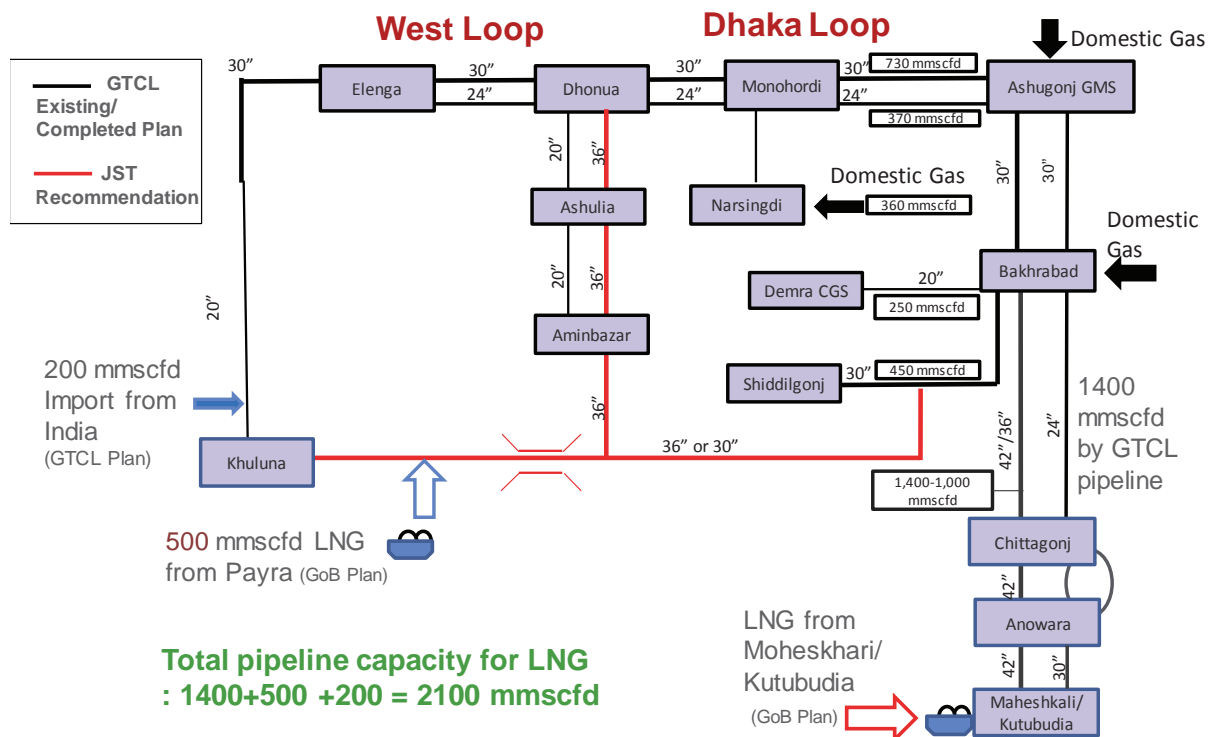 West Loop
Dhaka Loop
GTCL
Existing/
Completed Plan
JST
Recommendation
30”
Elenga
30”
24”
Dhonua
30”
24”
Monohordi
30”
24”
730 mmscfd
370 mmscfd
Domestic Gas
Ashugonj GMS
20”
36”
Ashulia
20”
36”
Aminbazar
36”
Narsingdi
Domestic Gas
360 mmscfd
30”
30”
Domestic
Gas
Bakhrabad
Demra CGS
20”
250 mmscfd
Shiddilgonj
30”
450 mmscfd
20”
200 mmscfd
Import from
India
(GTCL Plan)
Khuluna
36” or 30”
42”/36”
24”
1400
mmscfd
by GTCL
pipeline
1,400-1,000
mmscfd
500 mmscfd LNG
from Payra (GoB Plan)
Chittagonj
42”
Anowara
42”
30”
LNG from
Moheskhari/
Kutubudia
(GoB Plan)
Maheshkali/
Kutubudia
Total pipeline capacity for LNG
: 1400+500 +200 = 2100 mmscfd